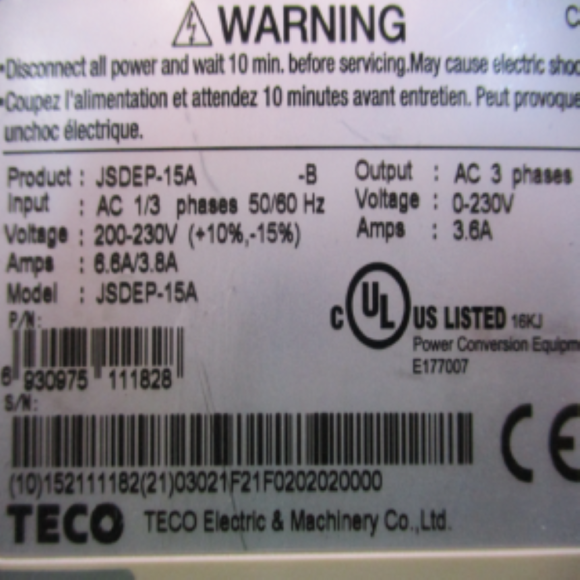 WARNING
•Disconnect all power and wait 10 min. before servicing.May cause electric
•Coupez l'alimentation et attendez 10 minutes avant entretien. Peut
unchoc électrique.
Product : JSDEP-15A -B Output : AC 3 phases
Input : AC 1/3 phases 50/60 Hz Voltage : 0-230V
Voltage : 200-230V (+10%,-15%) Amps : 3.6A
Amps : 6.6A/3.8A
Model : JSDEP-15A
P/N:
C UL US LISTED 16KJ
Power Conversion
E177007
6 930975 111828
S/N:
CE
(10)152111182(21)03021F21F0202020000
TECO TECO Electric & Machinery Co.,Ltd.